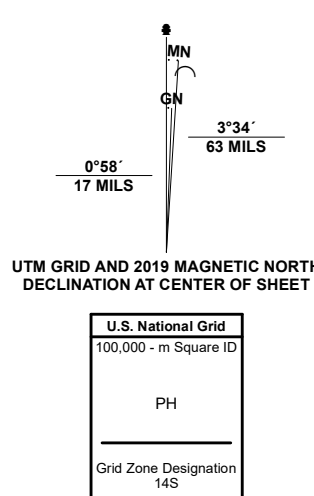 MN
GN
3°34´
63 MILS
0°58´
17 MILS
UTM GRID AND 2019 MAGNETIC NORTH
DECLINATION AT CENTER OF SHEET
U.S. National Grid
100,000 - m Square ID
PH
Grid Zone Designation
14S